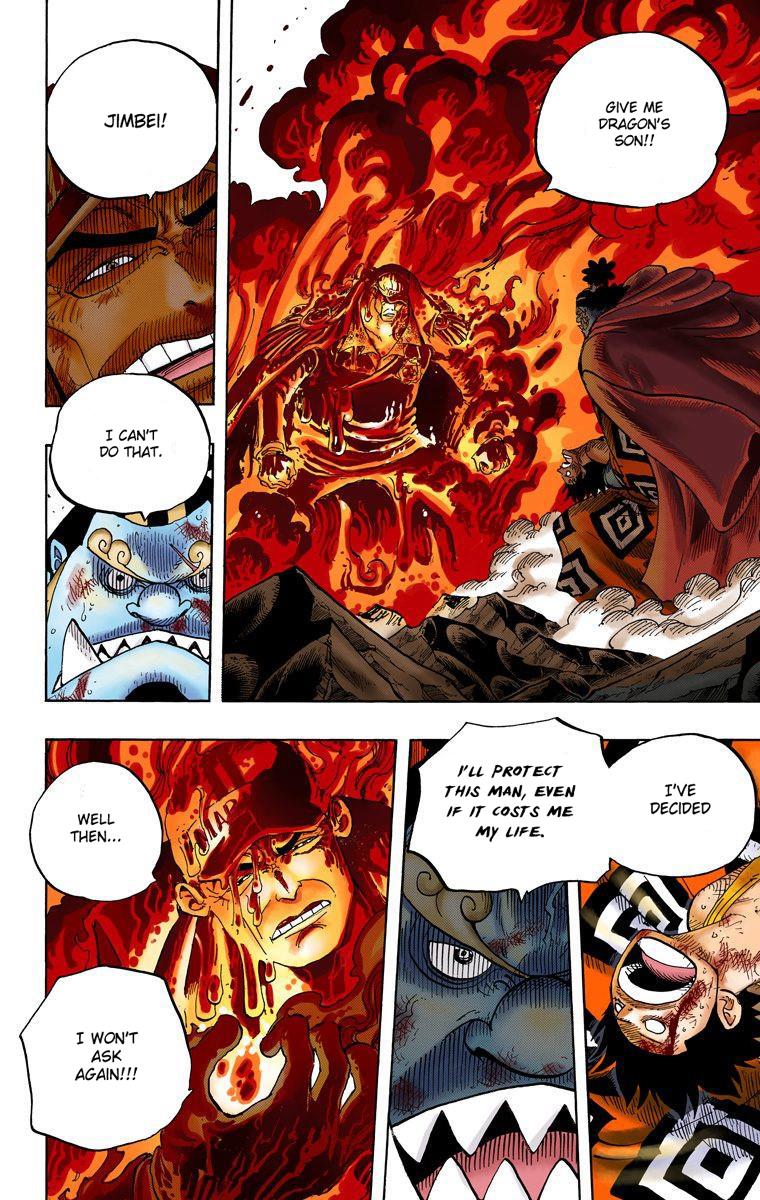 GIVE ME
DRAGON'S
SON!!
JIMBEI!
I CAN'T
DO THAT.
I'VE
DECIDED
I'LL PROTECT
THIS MAN, EVEN
IF IT COSTS ME
MY LIFE.
WELL
THEN...
I WON'T
ASK
AGAIN!!!